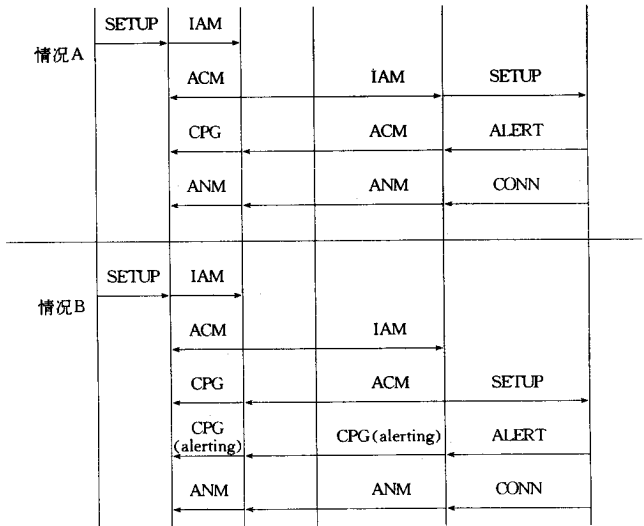 SETUP IAM
情况A
ACM IAM SETUP
CPG ACM ALERT
ANM ANM CONN
SETUP IAM
情况B
ACM IAM
CPG ACM SETUP
CPG
(alerting) CPG(alerting) ALERT
ANM ANM CONN